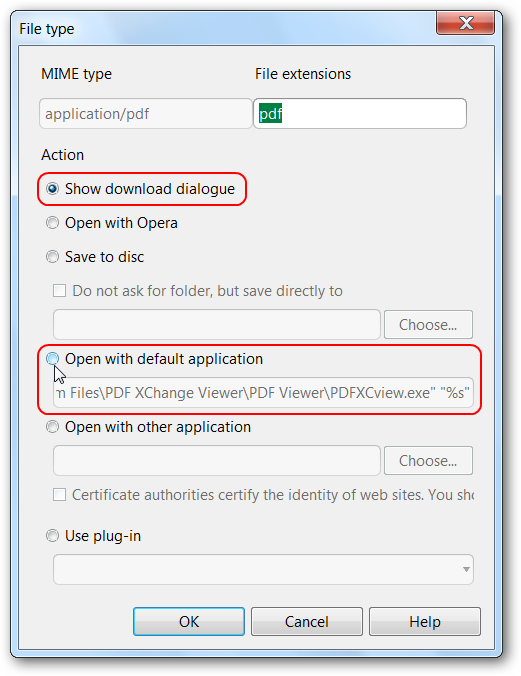 File type
MIME type File extensions
application/pdf pdf
Action
Show download dialogue
Open with Opera
Save to disc
Do not ask for folder, but save directly to
Choose...
Open with default application
m Files\PDF XChange Viewer\PDF Viewer\PDFXCview.exe" "%s"
Open with other application
Choose...
Certificate authorities certify the identity of web sites. You sho
Use plug-in
OK Cancel Help